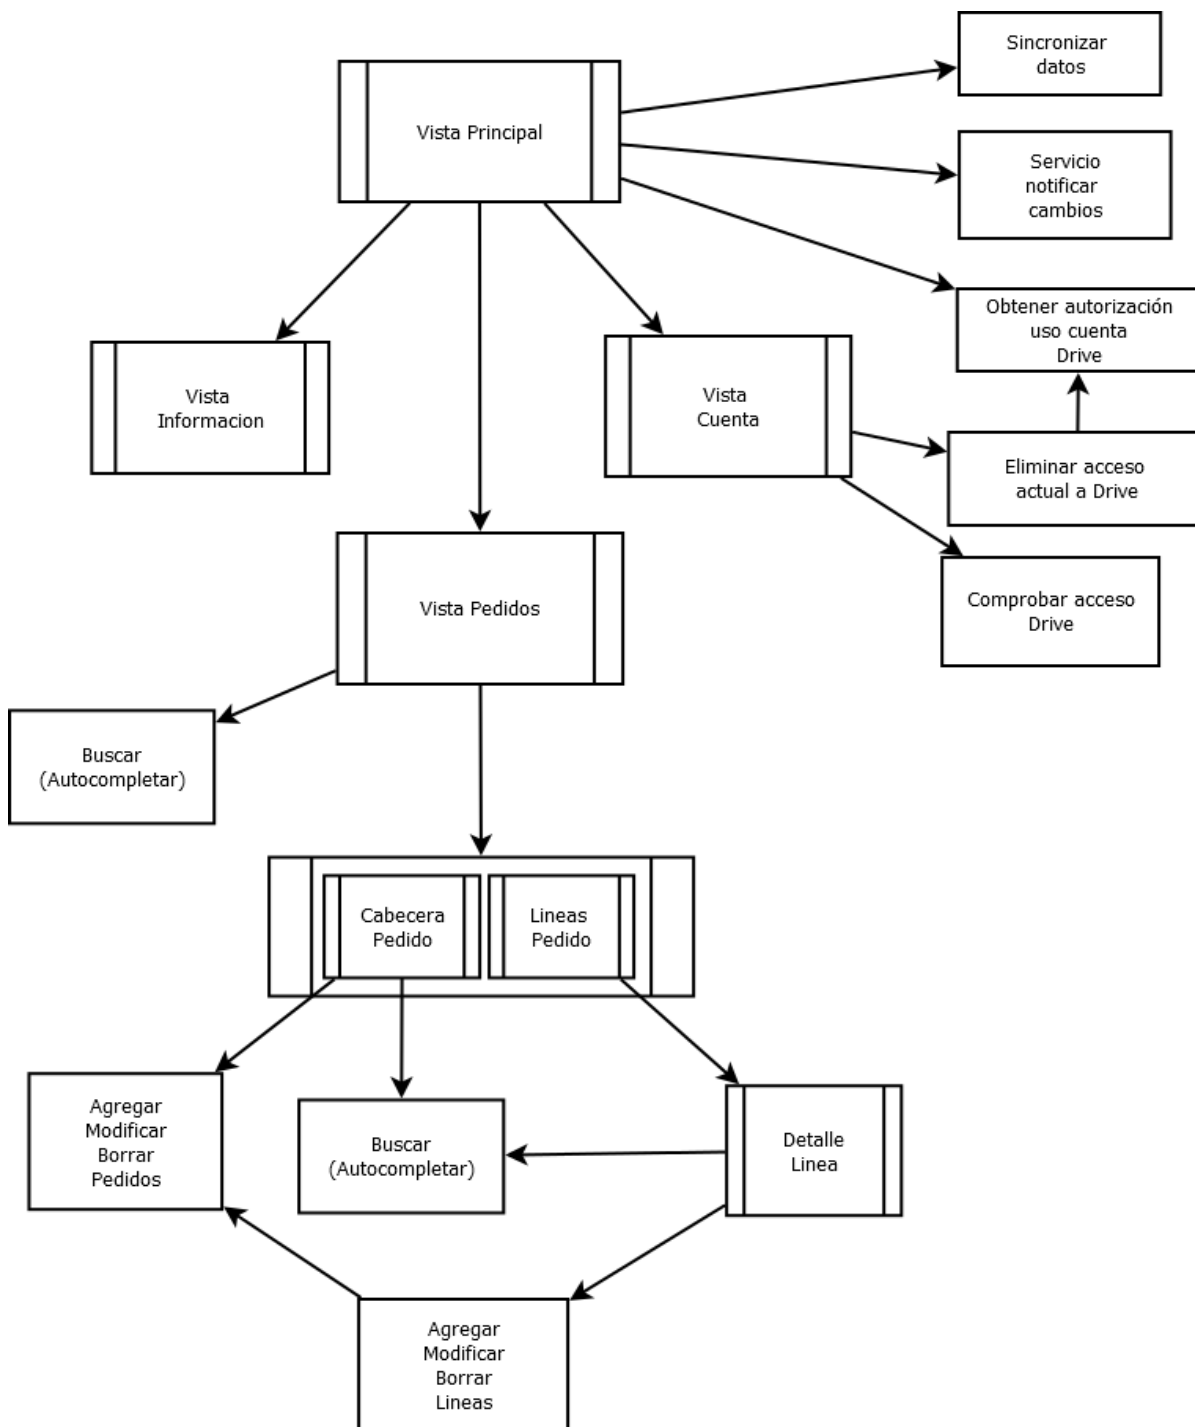 Sincronizar
datos
Vista Principal
Servicio
notificar
cambios
Obtener autorización
uso cuenta
Drive
Vista
Informacion
Vista
Cuenta
Eliminar acceso
actual a Drive
Comprobar acceso
Drive
Vista Pedidos
Buscar
(Autocompletar)
Cabecera
Pedido
Lineas
Pedido
Agregar
Modificar
Borrar
Pedidos
Buscar
(Autocompletar)
Detalle
Linea
Agregar
Modificar
Borrar
Lineas